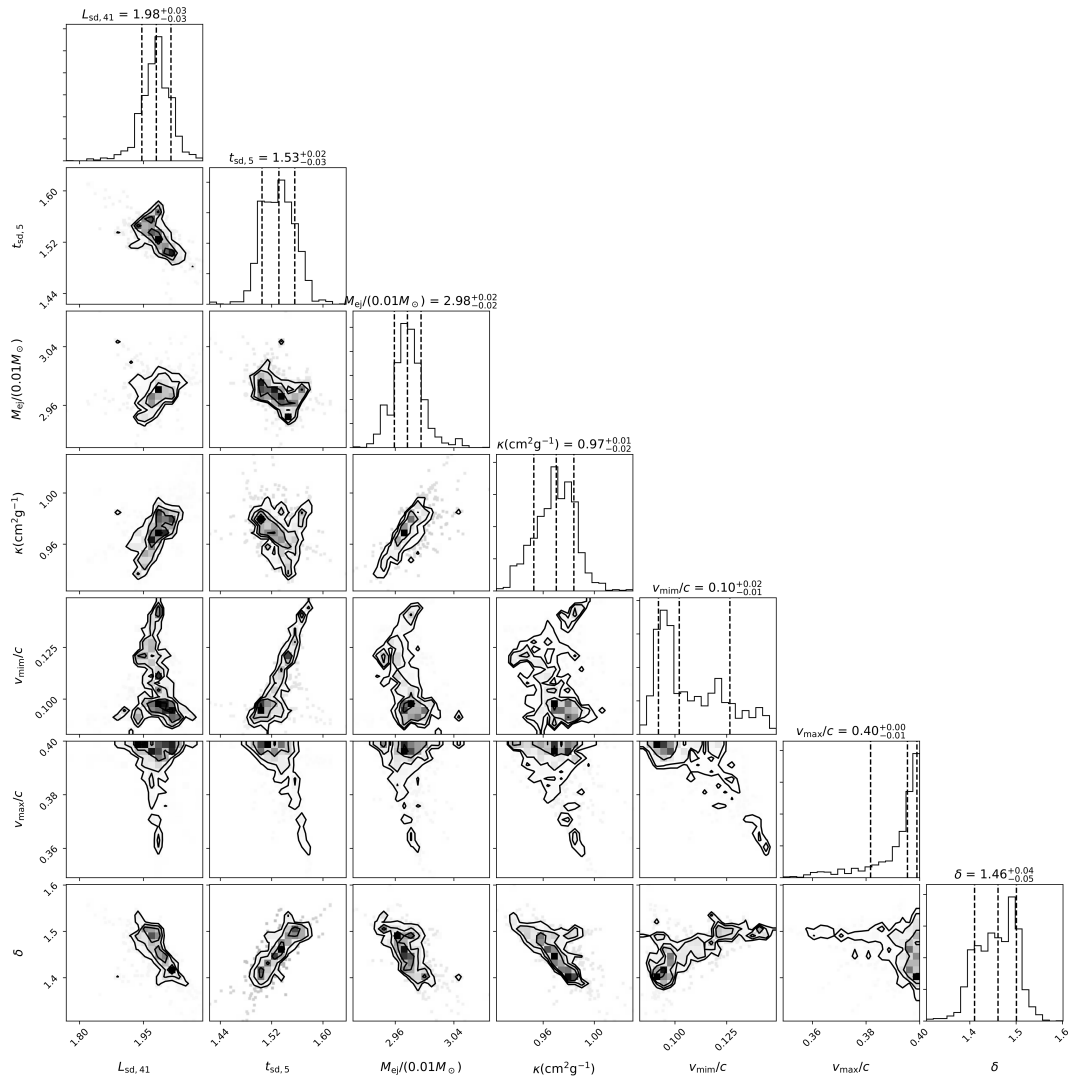 L_sd, 41 = 1.98 +0.03 −0.03
t_sd, 5 = 1.53 +0.02 −0.03
1.60
1.52
1.44
t_sd, 5
M_ej/(0.01M_⊙) = 2.98 +0.02 −0.02
3.04
2.96
M_ej/(0.01M_⊙)
κ(cm²g⁻¹) = 0.97 +0.01 −0.02
1.00
0.96
κ(cm²g⁻¹)
v_mim/c = 0.10 +0.02 −0.01
0.125
0.100
v_mim/c
v_max/c = 0.40 +0.00 −0.01
0.40
0.38
0.36
v_max/c
δ = 1.46 +0.04 −0.05
1.6
1.5
1.4
δ
1.80 1.95 1.44 1.52 1.60 2.96 3.04 0.96 1.00 0.100 0.125 0.36 0.38 0.40 1.4 1.5 1.6
L_sd, 41 t_sd, 5 M_ej/(0.01M_⊙) κ(cm²g⁻¹) v_mim/c v_max/c δ